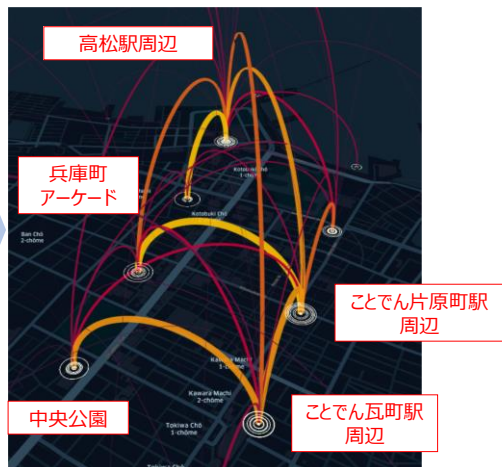 高松駅周辺
兵庫町
アーケード
Kotobuki Chō
Ban Chō
2-chōme
ことでん片原町駅
周辺
Kawara Machi
2-chōme
中央公園
Tokiwa Chō
1-chōme
ことでん瓦町駅
周辺